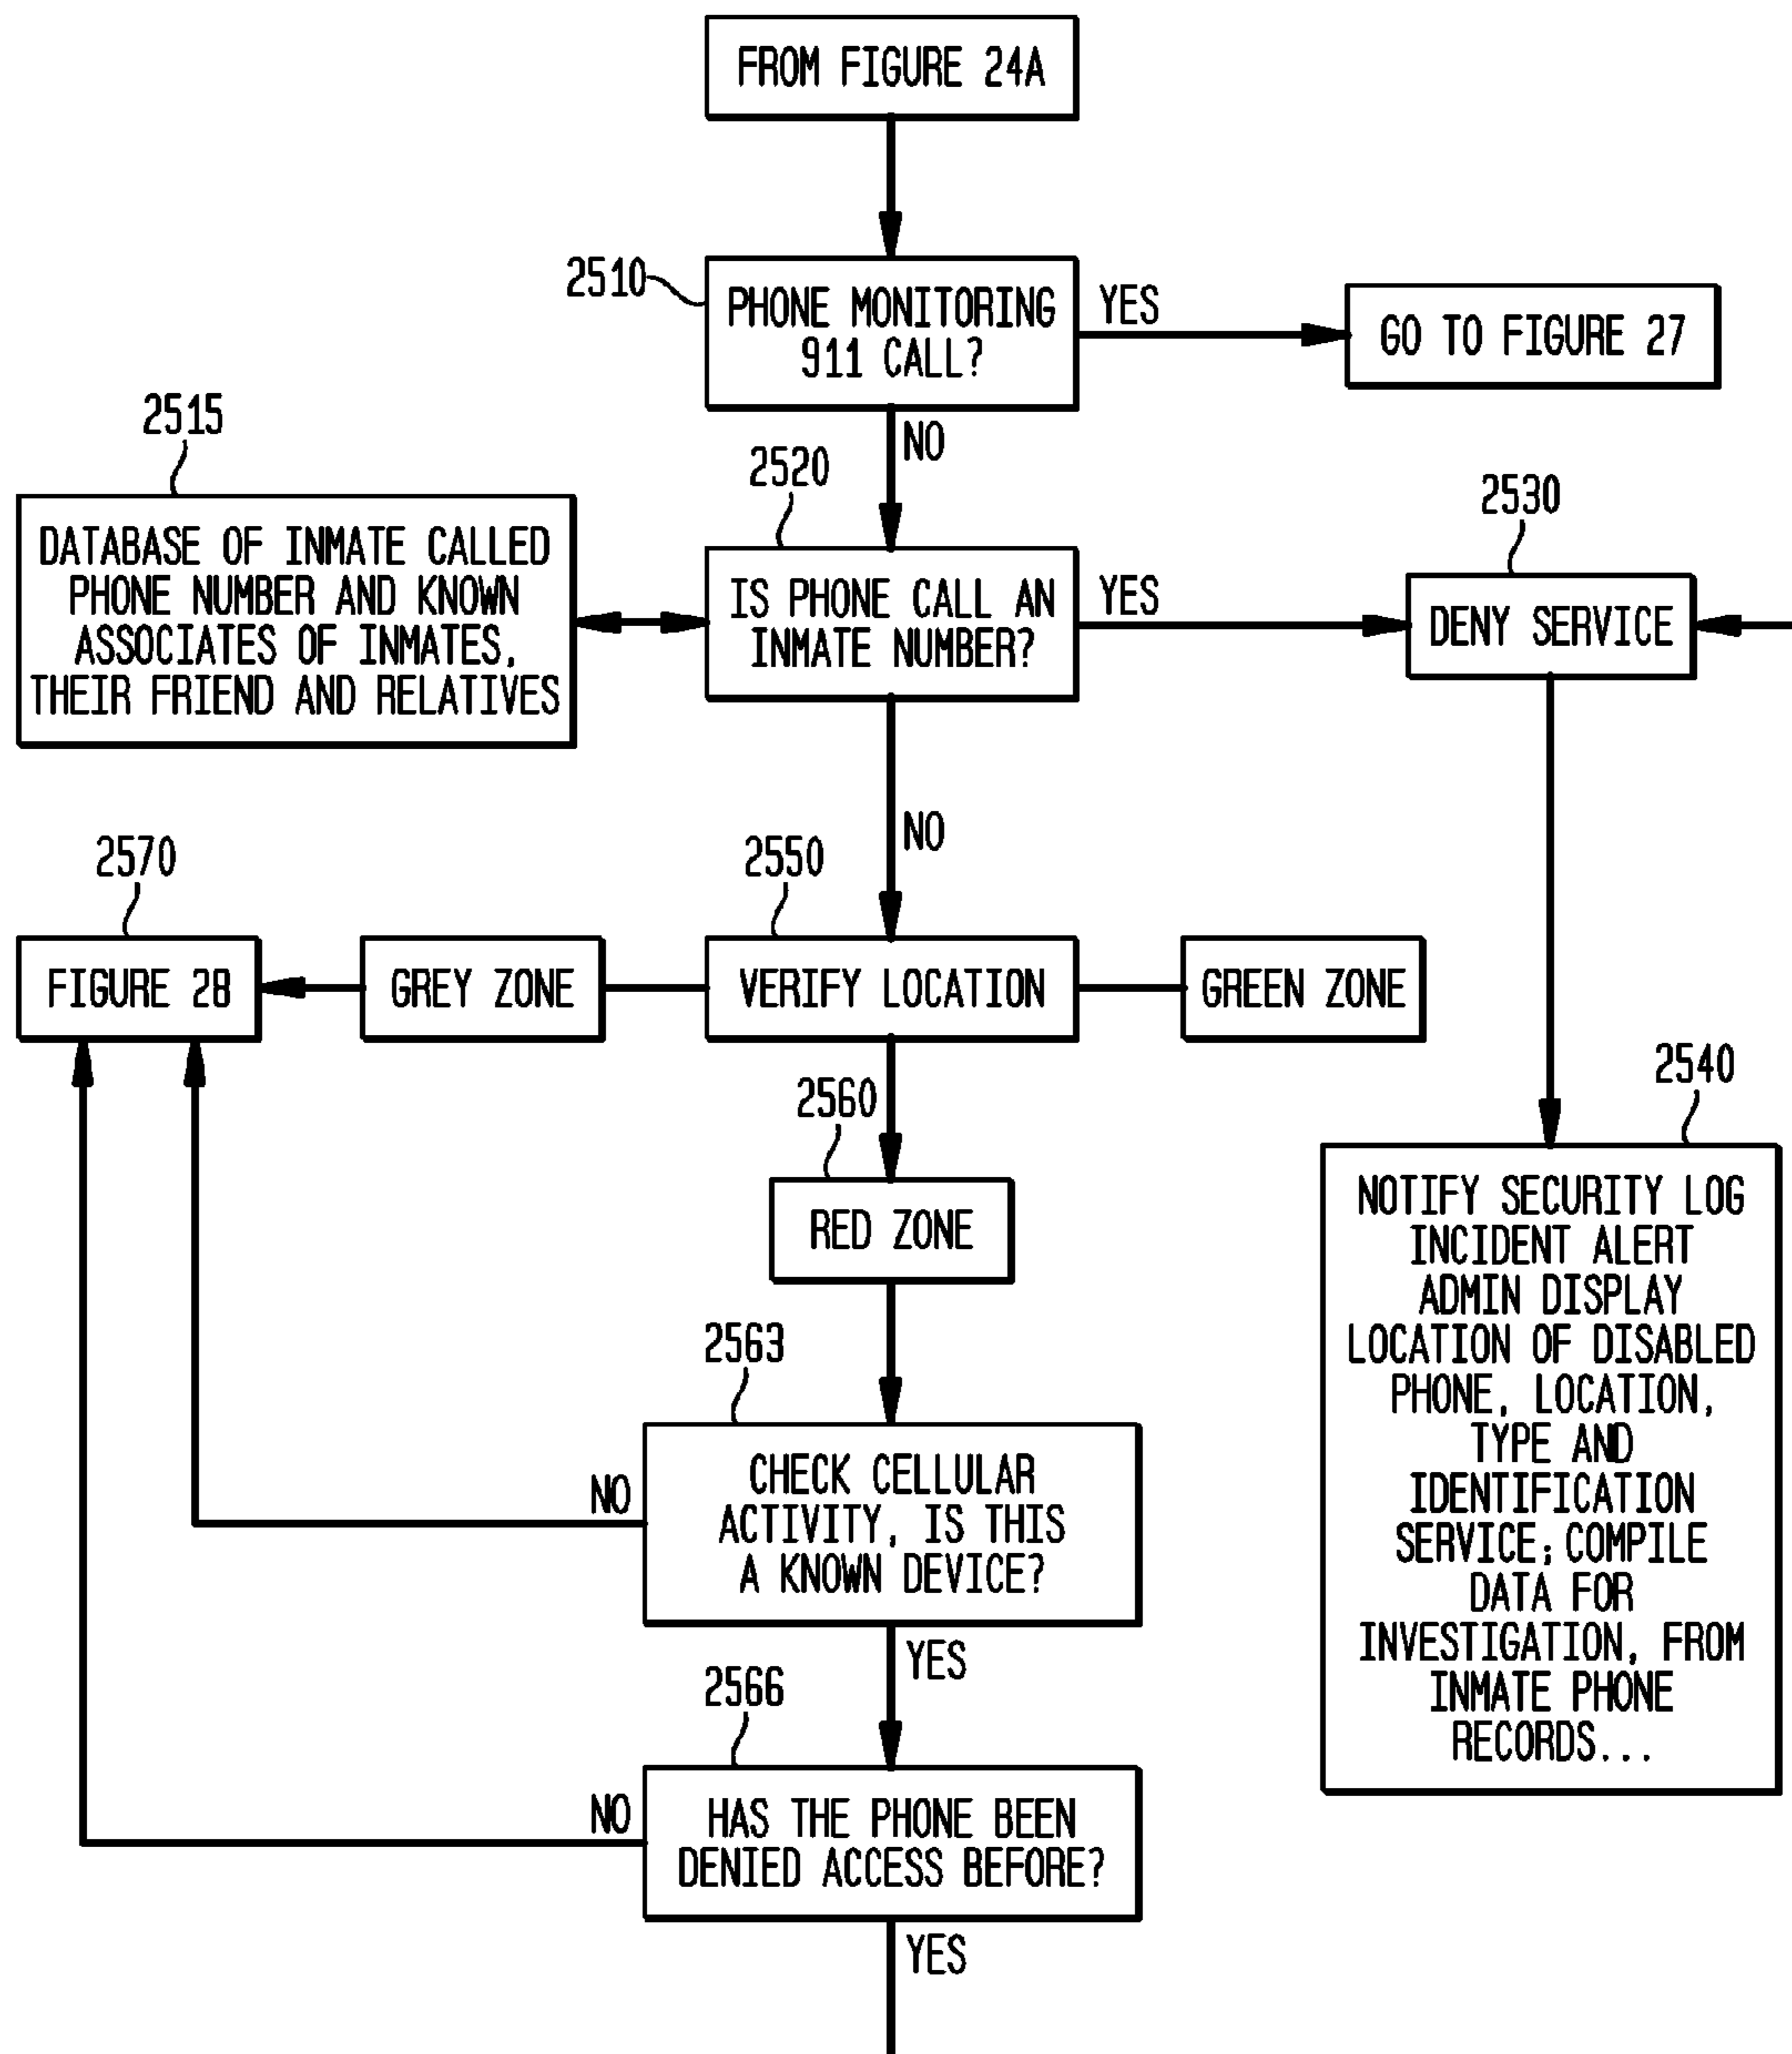 FROM FIGURE 24A
2510
PHONE MONITORING
911 CALL?
YES
GO TO FIGURE 27
NO
2515
DATABASE OF INMATE CALLED
PHONE NUMBER AND KNOWN
ASSOCIATES OF INMATES,
THEIR FRIEND AND RELATIVES
2520
IS PHONE CALL AN
INMATE NUMBER?
YES
2530
DENY SERVICE
NO
2570
FIGURE 28
GREY ZONE
2550
VERIFY LOCATION
GREEN ZONE
2560
RED ZONE
2540
NOTIFY SECURITY LOG
INCIDENT ALERT
ADMIN DISPLAY
LOCATION OF DISABLED
PHONE, LOCATION,
TYPE AND
IDENTIFICATION
SERVICE; COMPILE
DATA FOR
INVESTIGATION, FROM
INMATE PHONE
RECORDS...
2563
CHECK CELLULAR
ACTIVITY, IS THIS
A KNOWN DEVICE?
NO
YES
2566
HAS THE PHONE BEEN
DENIED ACCESS BEFORE?
NO
YES